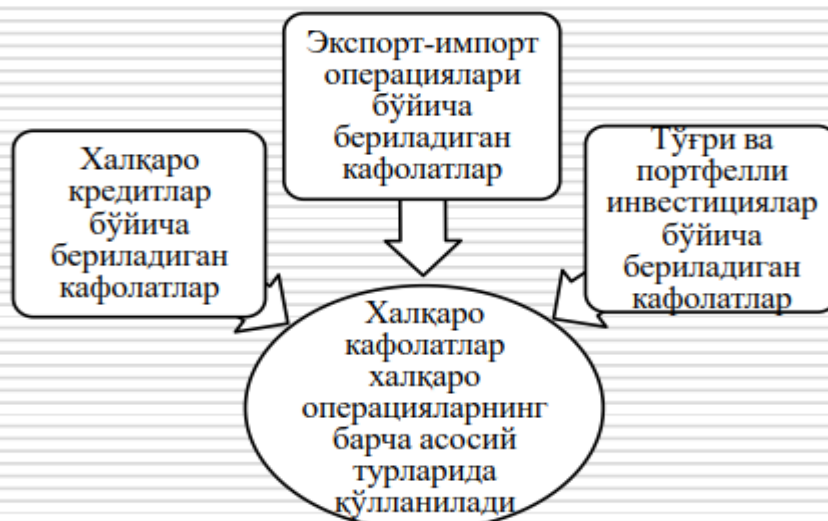 Экспорт-импорт
операциялари
бўйича
бериладиган
кафолатлар
Халқаро
кредитлар
бўйича
бериладиган
кафолатлар
Тўғри ва
портфелли
инвестициялар
бўйича
бериладиган
кафолатлар
Халқаро
кафолатлар
халқаро
операцияларнинг
барча асосий
турларида
қўлланилади